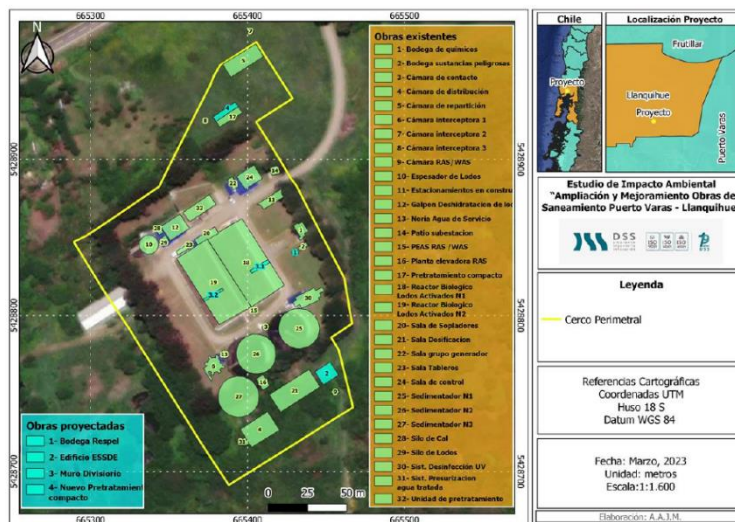 665300
665400
665500
5428900
5428800
5428700
N
Obras existentes
1- Bodega de quimicos
2- Bodega sustancias peligrosas
3- Cámara de contacto
4- Cámara de distribución
5- Cámara de repartición
6- Cámara interceptora 1
7- Cámara interceptora 2
8- Cámara interceptora 3
9- Cámara RAS/WAS
10- Espesador de Lodos
11- Estacionamientos en constru
12- Galpón Deshidratación de lod
13- Noria Agua de Servicio
14- Patio subestacion
15- PEAS RAS /WAS
16- Planta elevadora RAS
17- Pretratamiento compacto
18- Reactor Biologico
Lodos Activados N1
19- Reactor Biologico
Lodos Activados N2
20- Sala de Sopladores
21- Sala Dosificacion
22- Sala grupo generador
23- Sala Tableros
24- Sala de control
25- Sedimentador N1
26- Sedimentador N2
27- Sedimentador N3
28- Silo de Cal
29- Silo de Lodos
30- Sist. Desinfección UV
31- Sist. Presurizacion
agua tratada
32- Unidad de pretratamiento
Obras proyectadas
1- Bodega Respel
2- Edificio ESSDE
3- Muro Divisorio
4- Nuevo Pretratamient
compacto
0 25 50 m
665300
665400
665500
5428900
5428800
5428700
Chile
Proyecto
Localización Proyecto
Frutillar
Llanquihue
Proyecto
Puerto Varas
Estudio de Impacto Ambiental
"Ampliación y Mejoramiento Obras de
Saneamiento Puerto Varas - Llanquihue
DSS
Leyenda
Cerco Perimetral
Referencias Cartográficas
Coordenadas UTM
Huso 18 S
Datum WGS 84
Fecha: Marzo, 2023
Unidad: metros
Escala:1:1.600
Elaboración: A.A.J.M.